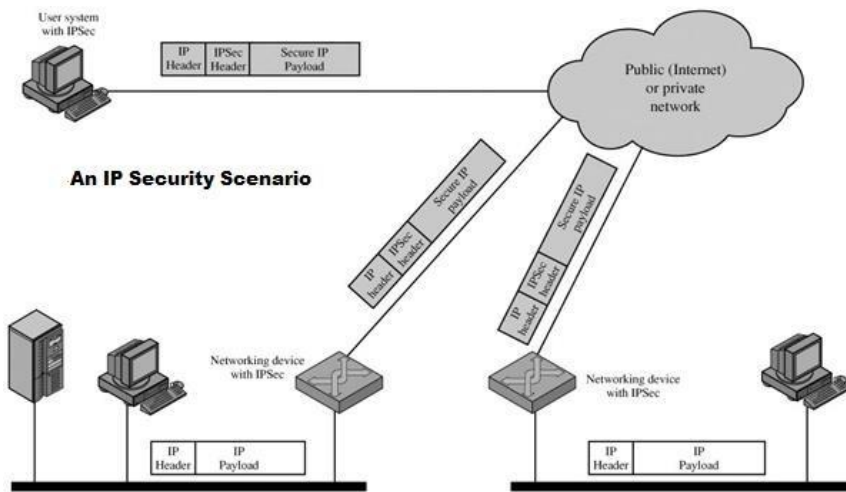 User system
with IPSec
IP
Header
IPSec
Header
Secure IP
Payload
Public (Internet)
or private
network
An IP Security Scenario
IP
header
IPSec
header
Secure IP
payload
IP
header
IPSec
header
Secure IP
payload
Networking device
with IPSec
Networking device
with IPSec
IP
Header
IP
Payload
IP
Header
IP
Payload